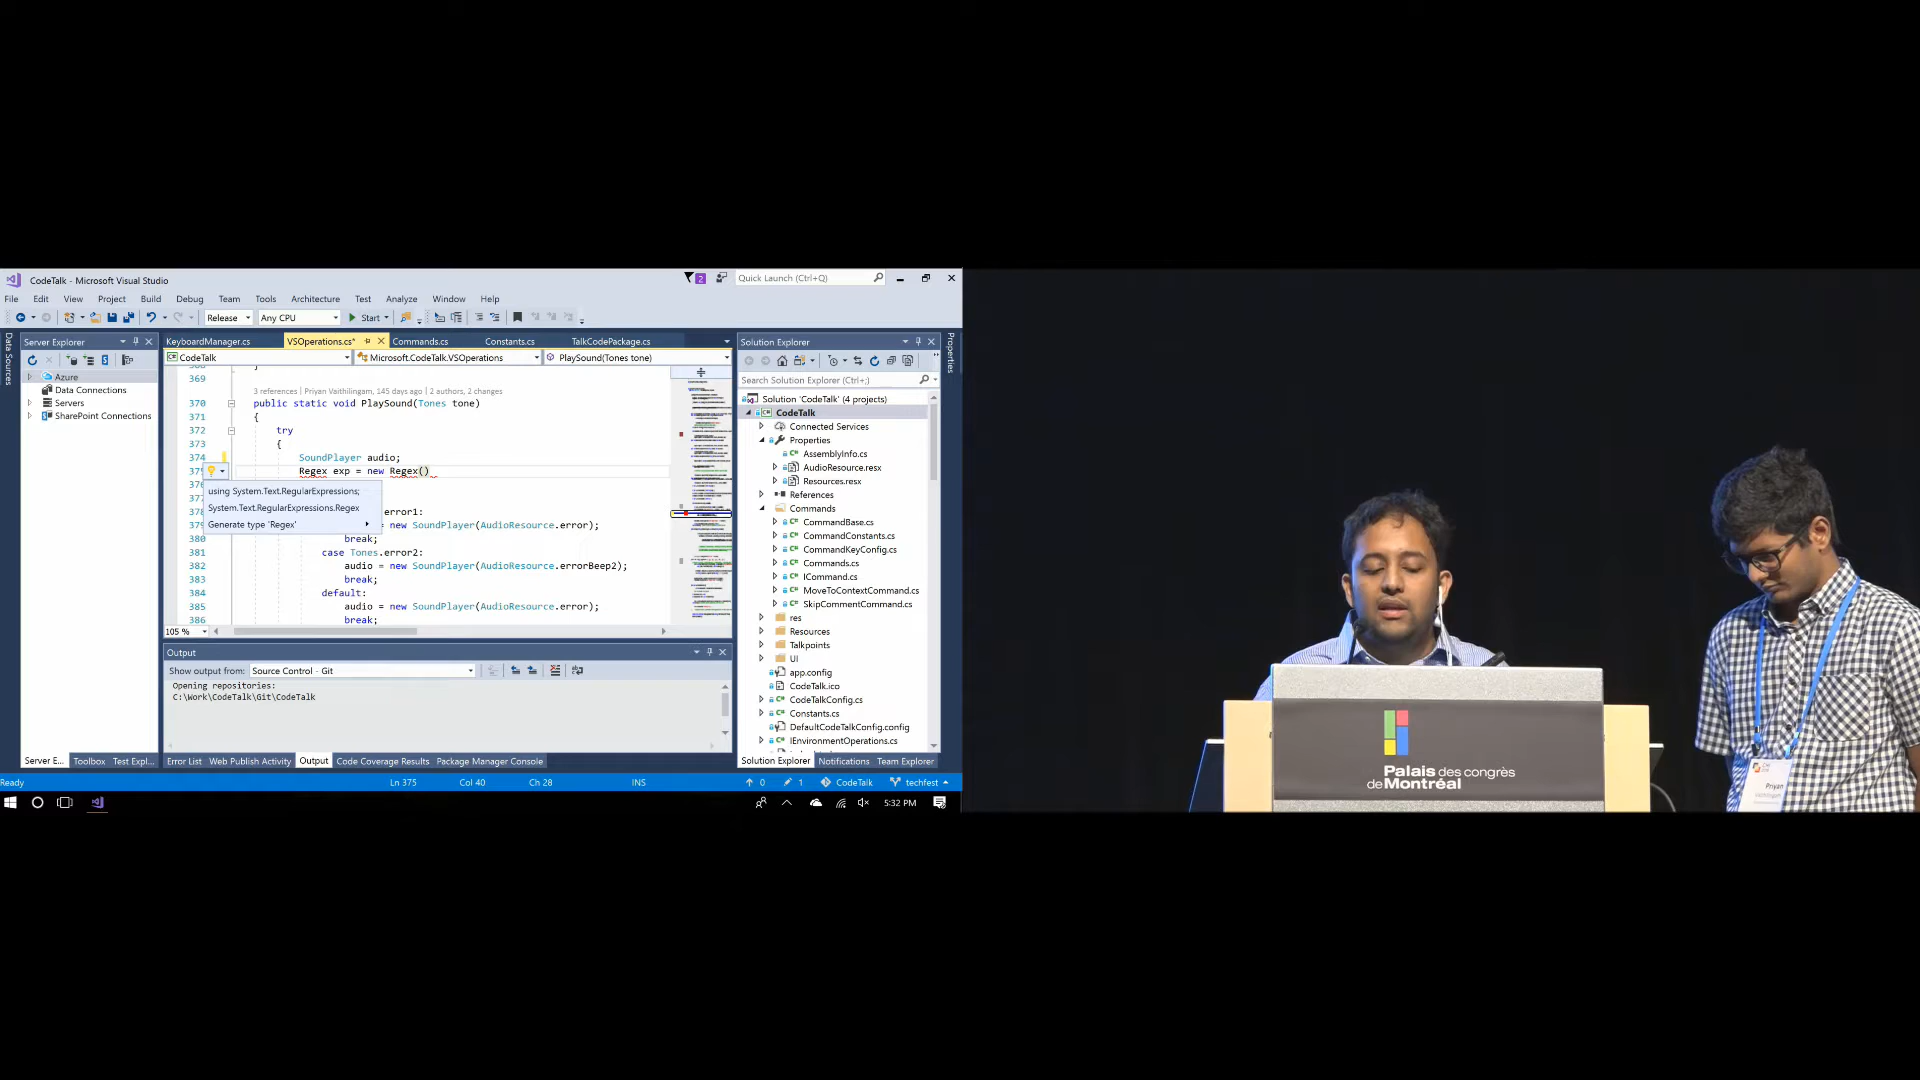 CodeTalk - Microsoft Visual Studio
2
Quick Launch (Ctrl+Q)
File Edit View Project Build Debug Team Tools Architecture Test Analyze Window Help
Release Any CPU Start
Data Sources
Server Explorer
Azure
Data Connections
Servers
SharePoint Connections
KeyboardManager.cs VSOperations.cs* Commands.cs Constants.cs TalkCodePackage.cs
CodeTalk Microsoft.CodeTalk.VSOperations PlaySound(Tones tone)
369
3 references | Priyan Vaithilingam, 145 days ago | 2 authors, 2 changes
370 public static void PlaySound(Tones tone)
371 {
372 try
373 {
374 SoundPlayer audio;
Regex exp = new Regex()
using System.Text.RegularExpressions;
System.Text.RegularExpressions.Regex
error1:
Generate type 'Regex'
= new SoundPlayer(AudioResource.error);
380 break;
381 case Tones.error2:
382 audio = new SoundPlayer(AudioResource.errorBeep2);
383 break;
384 default:
385 audio = new SoundPlayer(AudioResource.error);
386 break;
105 %
Output
Show output from: Source Control - Git
Opening repositories:
C:\Work\CodeTalk\Git\CodeTalk
Server E... Toolbox Test Expl...
Error List Web Publish Activity Output Code Coverage Results Package Manager Console
Solution Explorer
Search Solution Explorer (Ctrl+;)
Solution 'CodeTalk' (4 projects)
CodeTalk
Connected Services
Properties
AssemblyInfo.cs
AudioResource.resx
Resources.resx
References
Commands
CommandBase.cs
CommandConstants.cs
CommandKeyConfig.cs
Commands.cs
ICommand.cs
MoveToContextCommand.cs
SkipCommentCommand.cs
res
Resources
Talkpoints
UI
app.config
CodeTalk.ico
CodeTalkConfig.cs
Constants.cs
DefaultCodeTalkConfig.config
IEnvironmentOperations.cs
Solution Explorer Notifications Team Explorer
Properties
Ready Ln 375 Col 40 Ch 28 INS 0 1 CodeTalk techfest
5:32 PM
Palais des congrès
de Montréal
Priyan